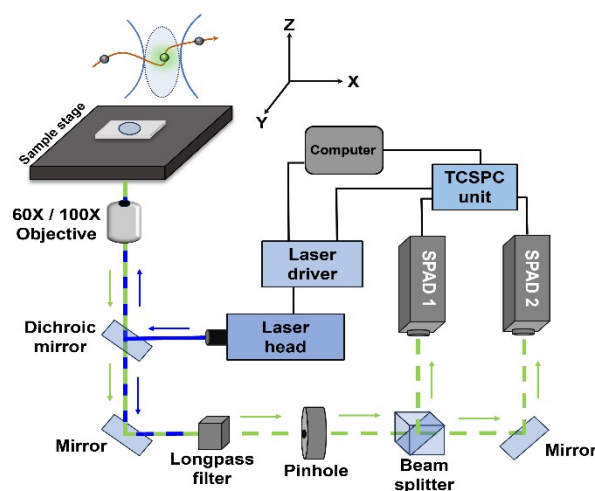 Z
X
Y
Sample stage
60X / 100X
Objective
Computer
TCSPC
unit
Laser
driver
SPAD 1
SPAD 2
Dichroic
mirror
Laser
head
Mirror
Longpass
filter
Pinhole
Beam
splitter
Mirror